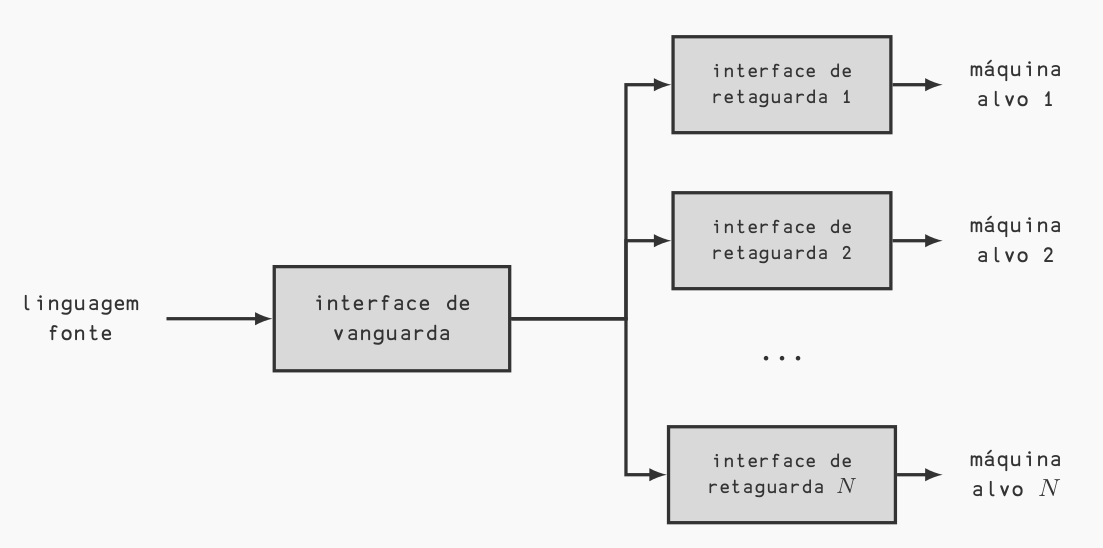 linguagem
fonte
interface de
vanguarda
interface de
retaguarda 1
máquina
alvo 1
interface de
retaguarda 2
máquina
alvo 2
...
interface de
retaguarda N
máquina
alvo N